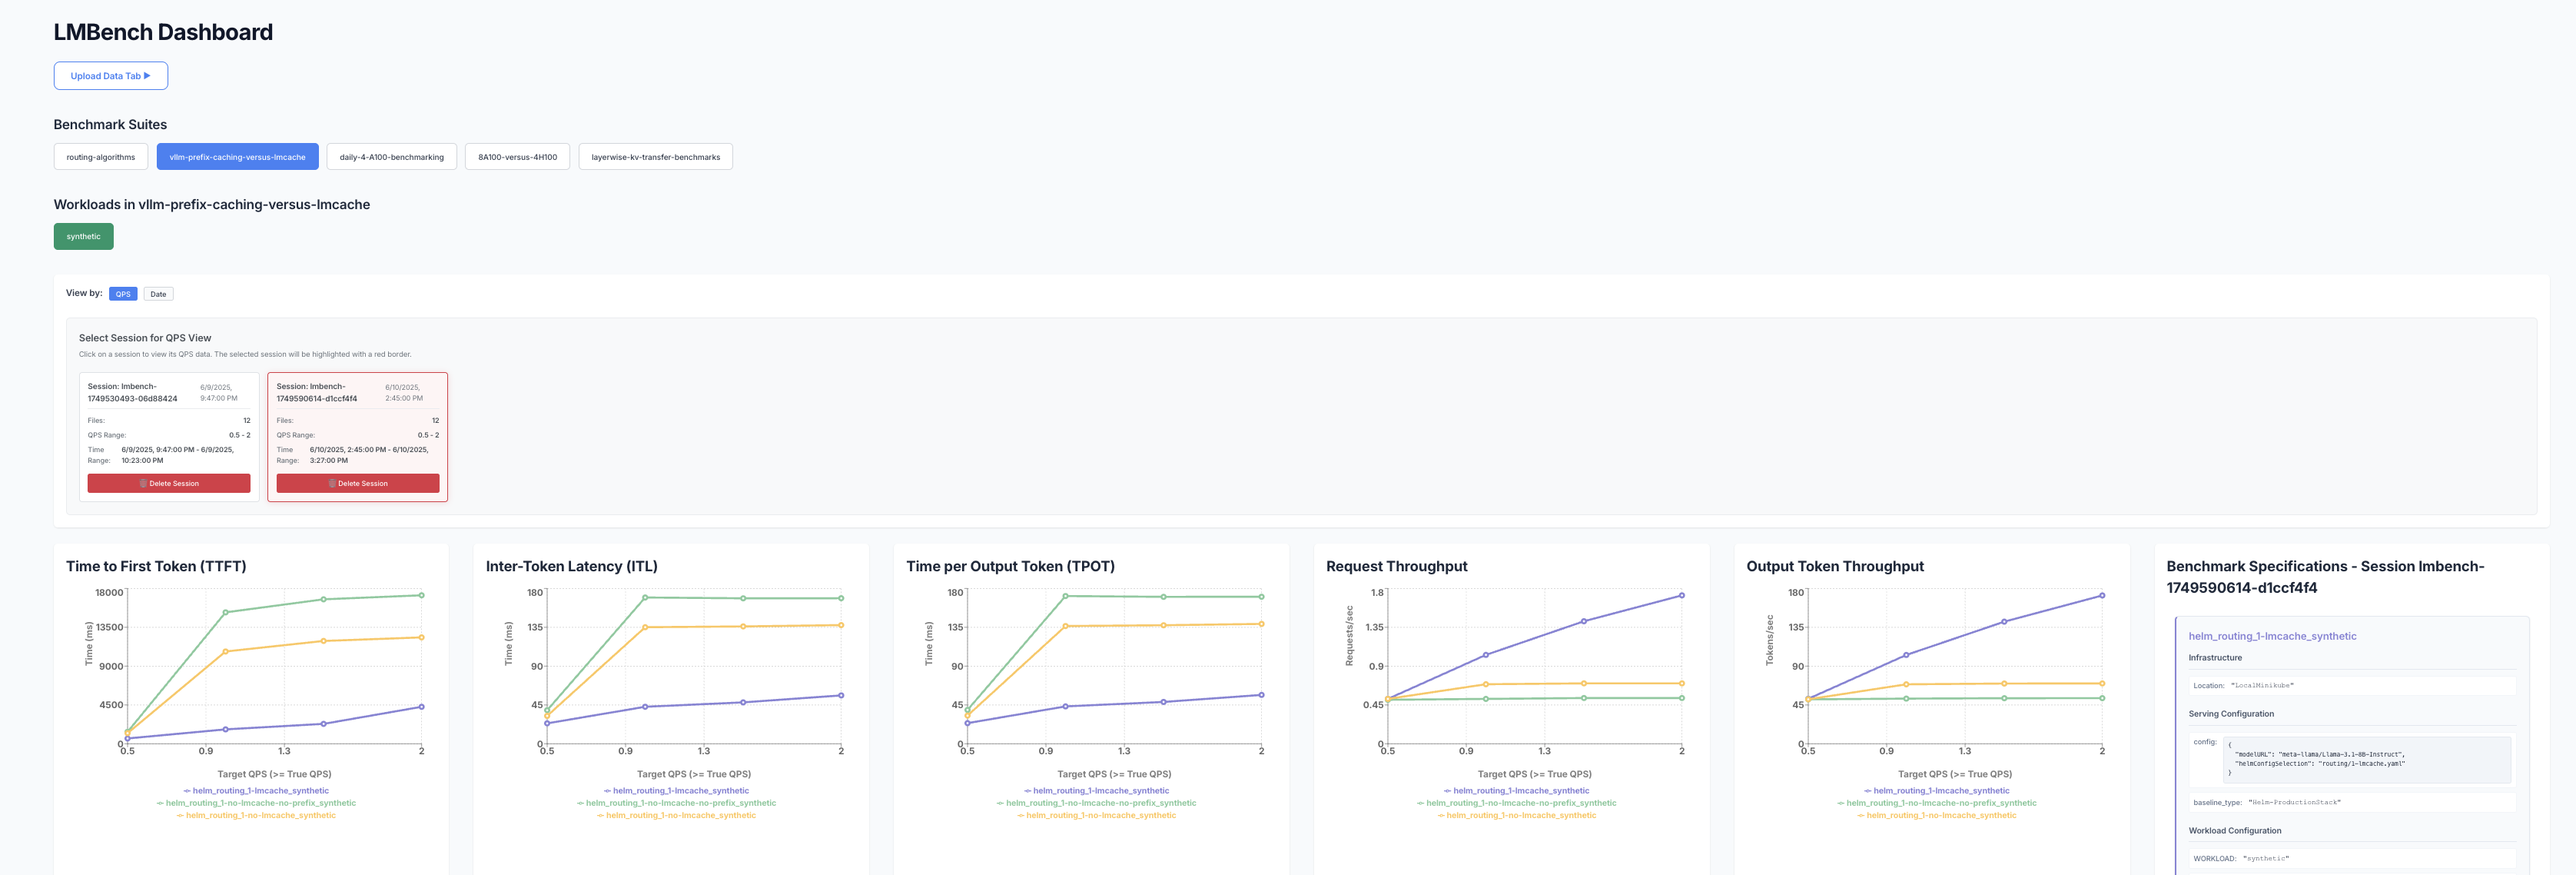 LMBench Dashboard
Upload Data Tab ▶
Benchmark Suites
routing-algorithms
vllm-prefix-caching-versus-lmcache
daily-4-A100-benchmarking
8A100-versus-4H100
layerwise-kv-transfer-benchmarks
Workloads in vllm-prefix-caching-versus-lmcache
synthetic
View by: QPS Date
Select Session for QPS View
Click on a session to view its QPS data. The selected session will be highlighted with a red border.
Session: lmbench-
1749530493-06d88424
6/9/2025,
9:47:00 PM
Files: 12
QPS Range: 0.5 - 2
Time Range: 6/9/2025, 9:47:00 PM - 6/9/2025,
10:23:00 PM
Delete Session
Session: lmbench-
1749590614-d1ccf4f4
6/10/2025,
2:45:00 PM
Files: 12
QPS Range: 0.5 - 2
Time Range: 6/10/2025, 2:45:00 PM - 6/10/2025,
3:27:00 PM
Delete Session
Time to First Token (TTFT)
18000
13500
9000
4500
0
Time (ms)
0.5 0.9 1.3 2
Target QPS (>= True QPS)
helm_routing_1-lmcache_synthetic
helm_routing_1-no-lmcache-no-prefix_synthetic
helm_routing_1-no-lmcache_synthetic
Inter-Token Latency (ITL)
180
135
90
45
0
Time (ms)
0.5 0.9 1.3 2
Target QPS (>= True QPS)
helm_routing_1-lmcache_synthetic
helm_routing_1-no-lmcache-no-prefix_synthetic
helm_routing_1-no-lmcache_synthetic
Time per Output Token (TPOT)
180
135
90
45
0
Time (ms)
0.5 0.9 1.3 2
Target QPS (>= True QPS)
helm_routing_1-lmcache_synthetic
helm_routing_1-no-lmcache-no-prefix_synthetic
helm_routing_1-no-lmcache_synthetic
Request Throughput
1.8
1.35
0.9
0.45
0
Requests/sec
0.5 0.9 1.3 2
Target QPS (>= True QPS)
helm_routing_1-lmcache_synthetic
helm_routing_1-no-lmcache-no-prefix_synthetic
helm_routing_1-no-lmcache_synthetic
Output Token Throughput
180
135
90
45
0
Tokens/sec
0.5 0.9 1.3 2
Target QPS (>= True QPS)
helm_routing_1-lmcache_synthetic
helm_routing_1-no-lmcache-no-prefix_synthetic
helm_routing_1-no-lmcache_synthetic
Benchmark Specifications - Session lmbench-
1749590614-d1ccf4f4
helm_routing_1-lmcache_synthetic
Infrastructure
Location: "LocalMinikube"
Serving Configuration
config: {
"modelURL": "meta-llama/Llama-3.1-8B-Instruct",
"helmConfigSelection": "routing/1-lmcache.yaml"
}
baseline_type: "Helm-ProductionStack"
Workload Configuration
WORKLOAD: "synthetic"